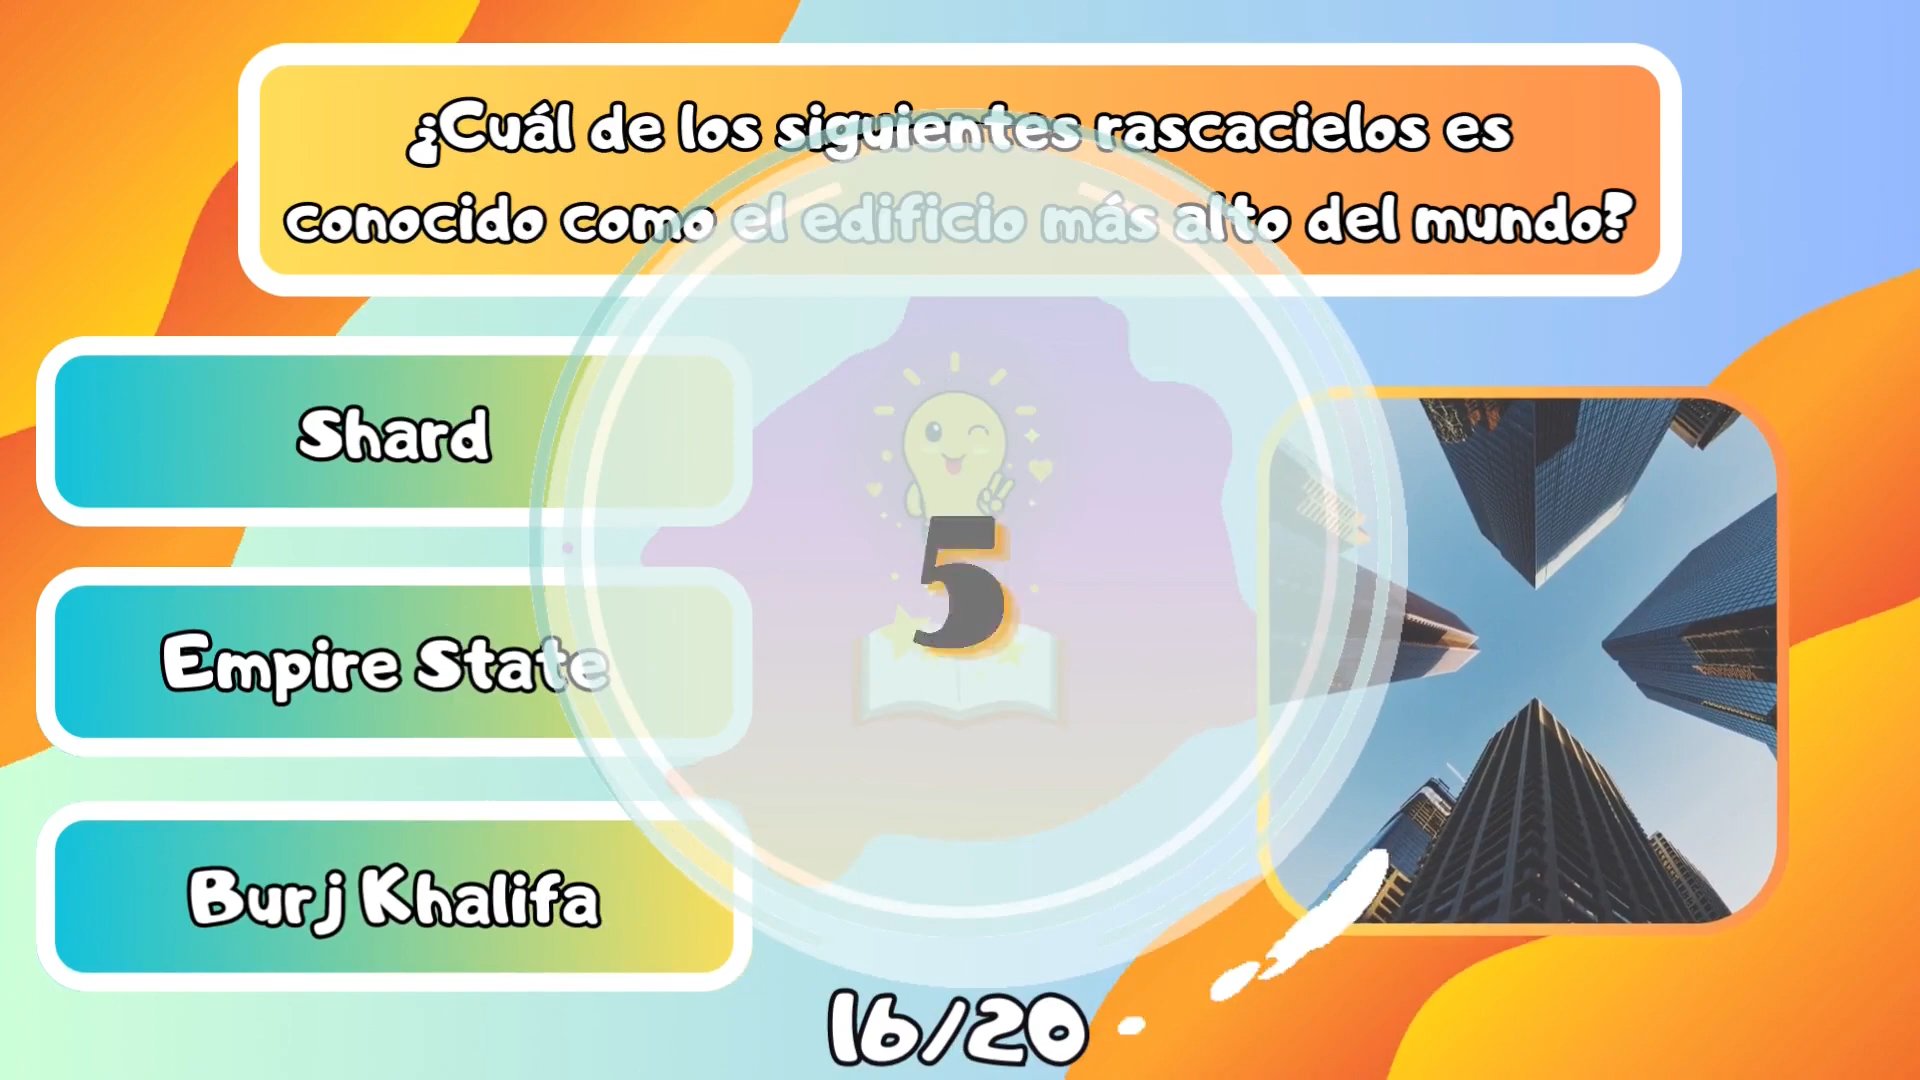 ¿Cuál de los siguientes rascacielos es
conocido como el edificio más alto del mundo?
Shard
Empire State
Burj Khalifa
5
16/20